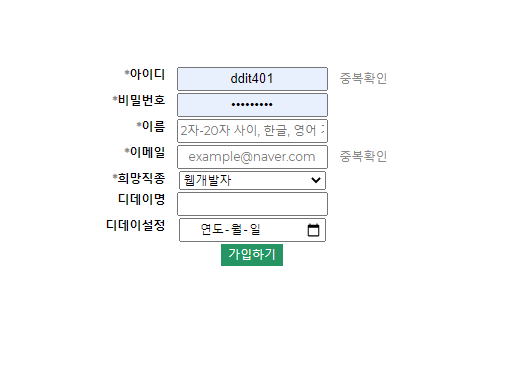 *아이디 ddit401 중복확인
*비밀번호 •••••••••
*이름 2자-20자 사이, 한글, 영어
*이메일 example@naver.com 중복확인
*희망직종 웹개발자
디데이명
디데이설정 연도-월-일
가입하기